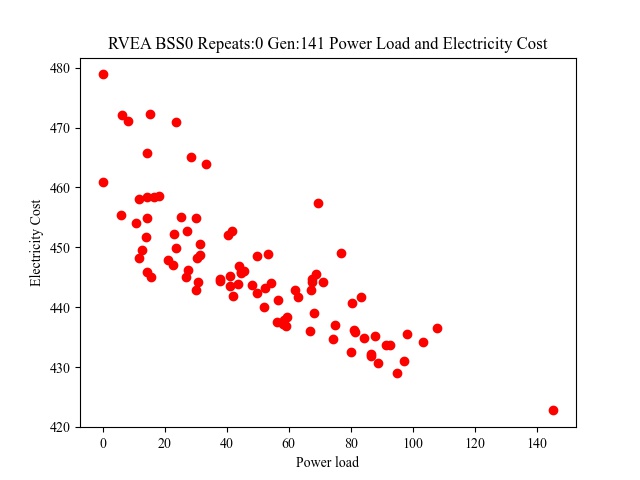 RVEA BSS0 Repeats:0 Gen:141 Power Load and Electricity Cost
480
470
460
450
440
430
420
Electricity Cost
0 20 40 60 80 100 120 140
Power load